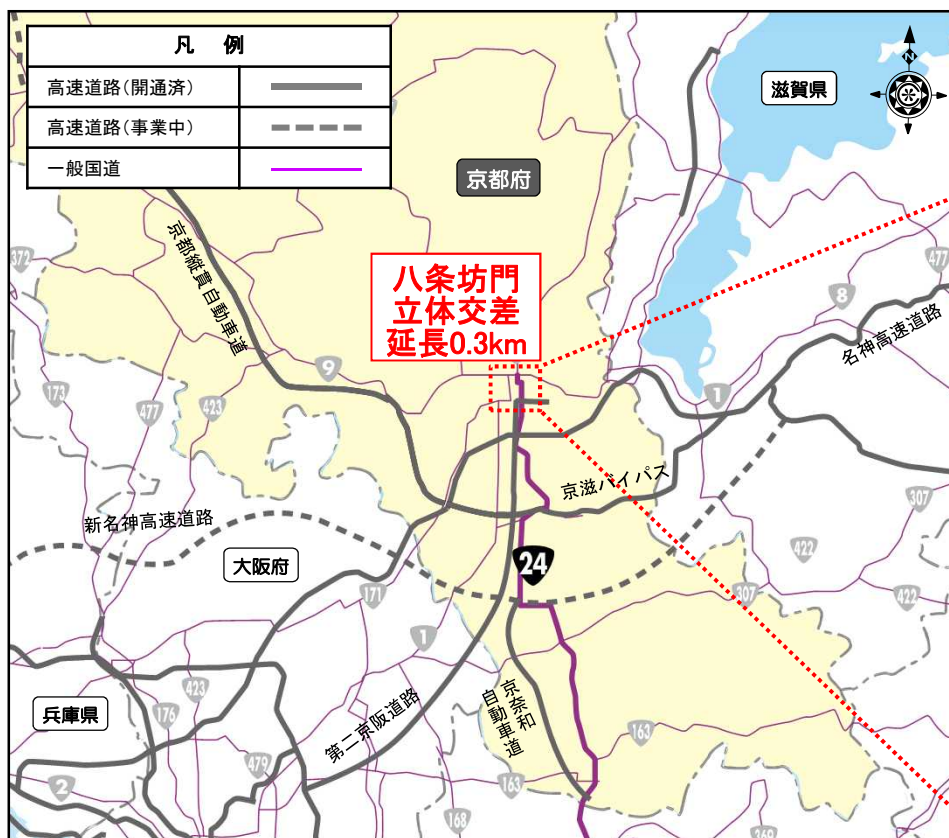 凡 例
高速道路(開通済)
高速道路(事業中)
一般国道
滋賀県
N
京都府
八条坊門
立体交差
延長0.3km
京都縦貫自動車道
372
477
8
名神高速道路
9
1
173
477
423
京滋バイパス
307
新名神高速道路
24
422
大阪府
171
307
422
1
兵庫県
423
176
第二京阪道路
京奈和
自動車道
163
479
2
163
168
369